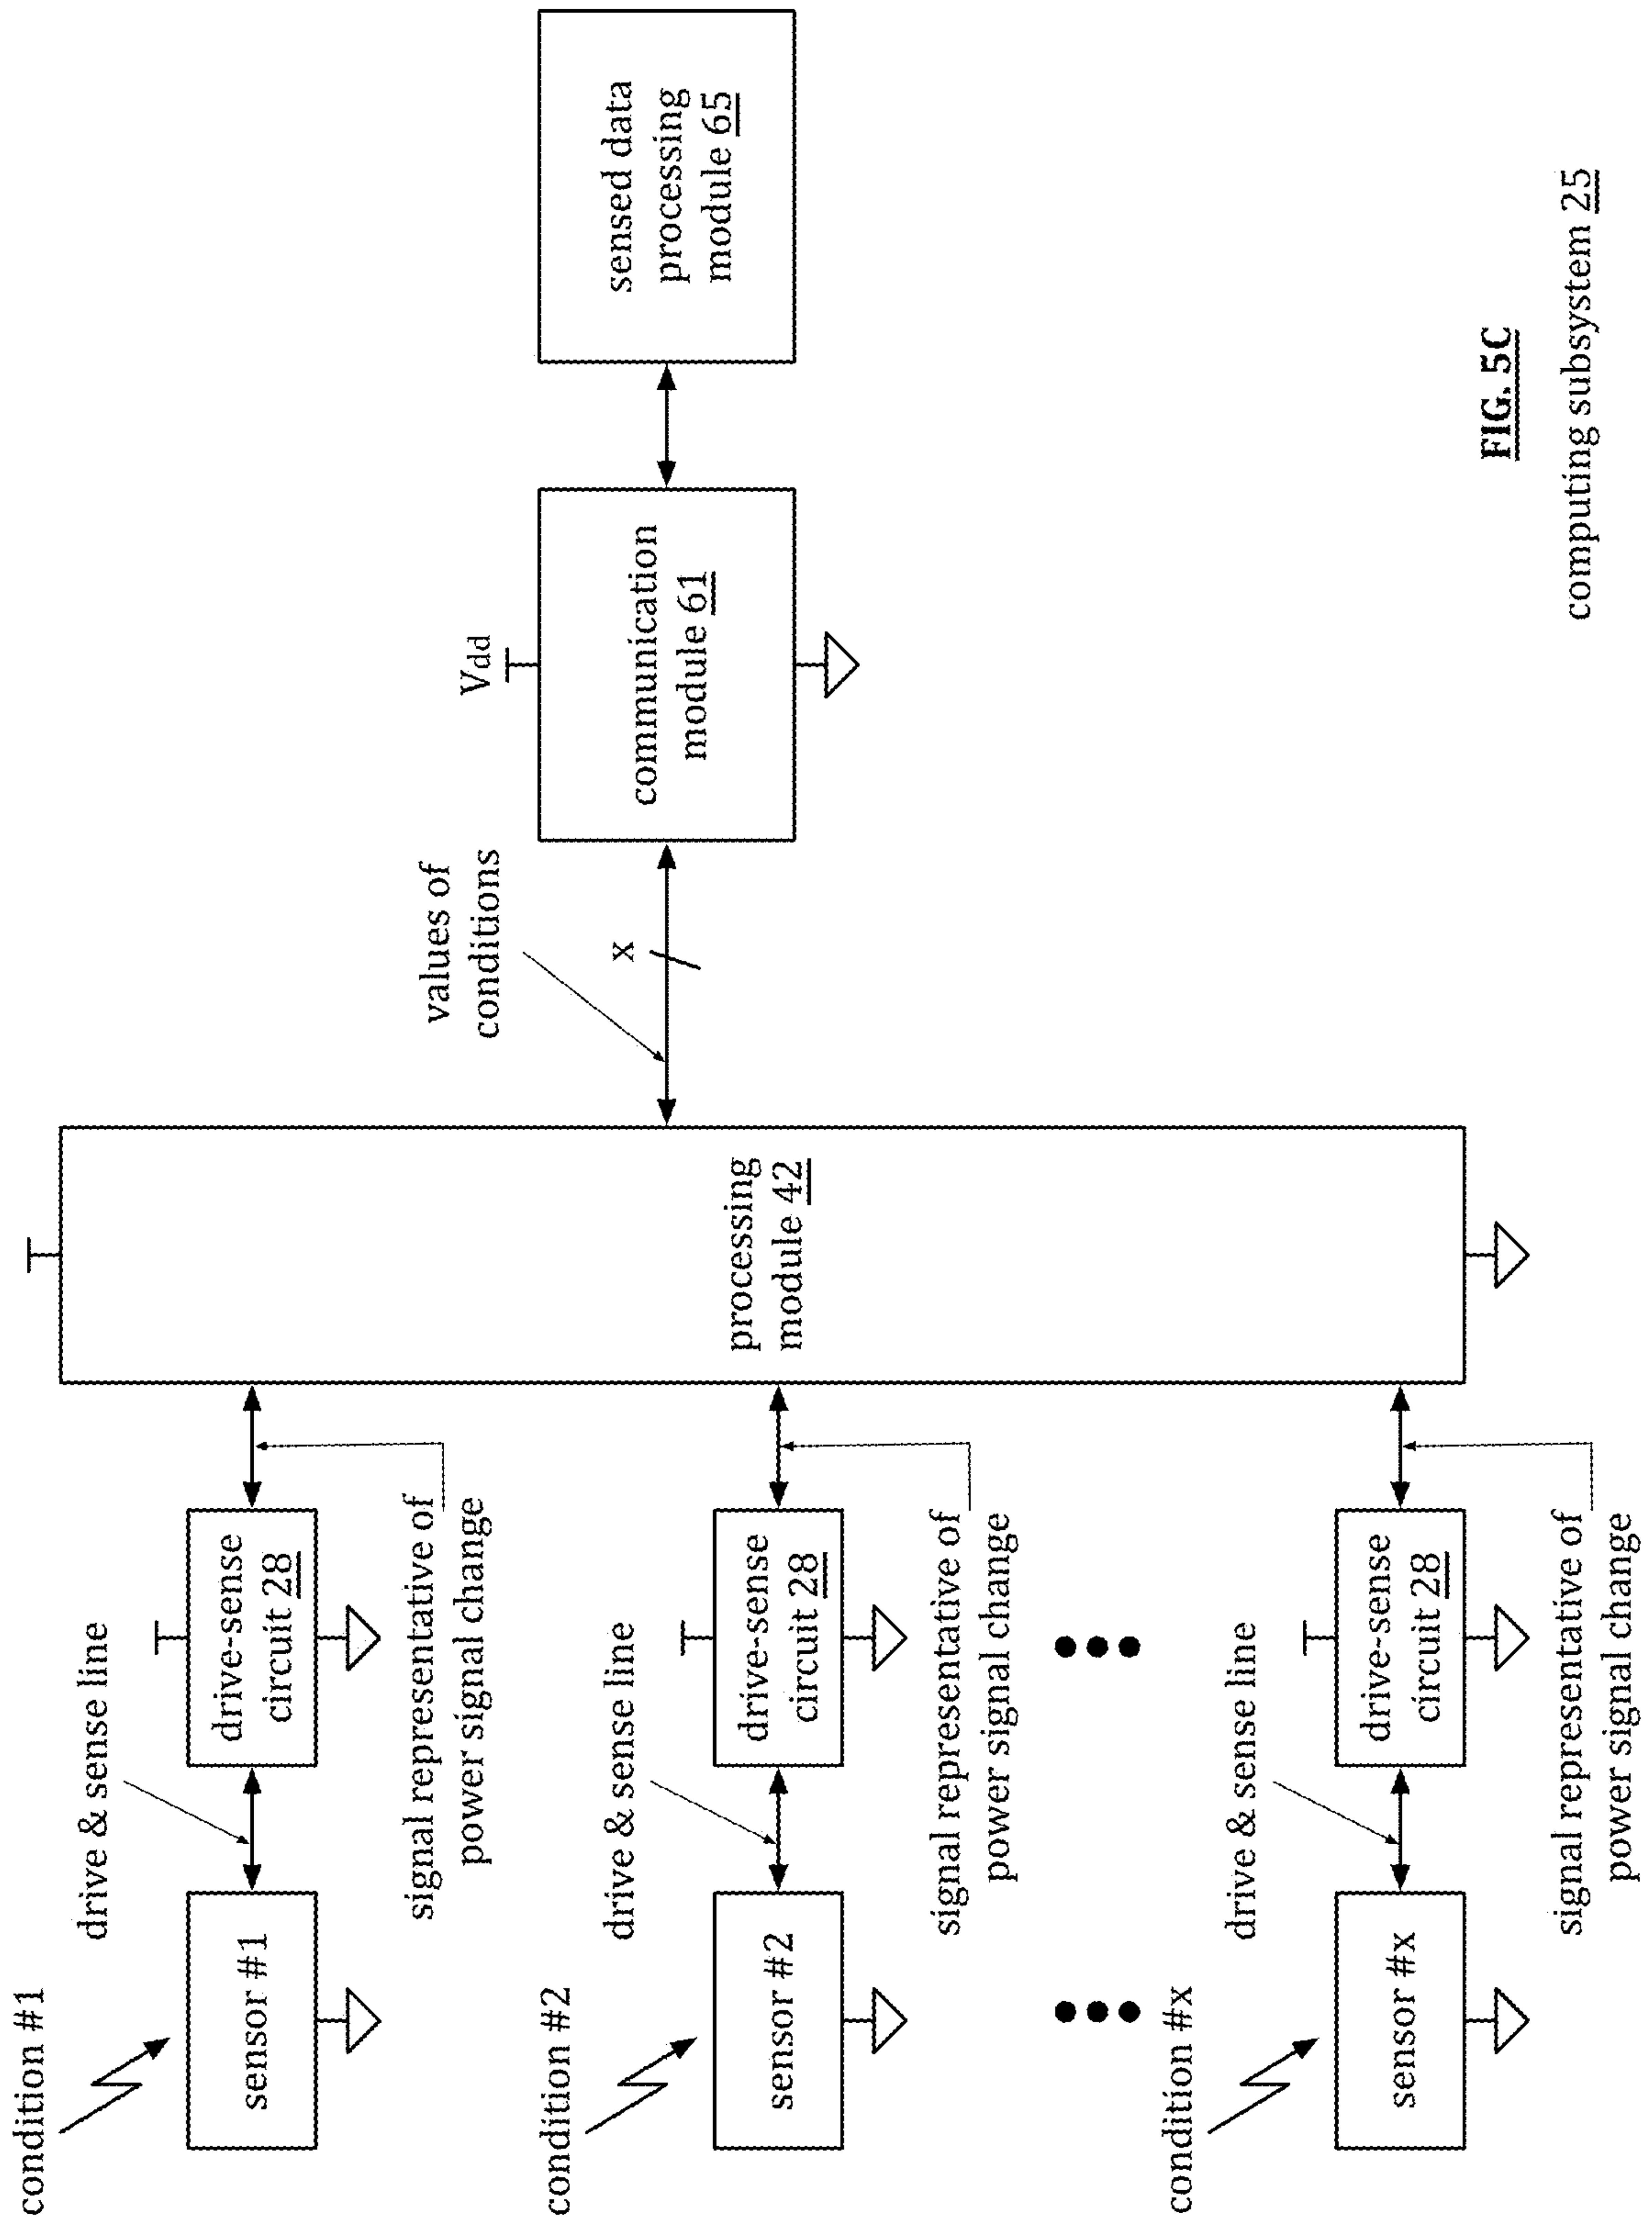 condition #1
drive & sense line
sensor #1
drive-sense
circuit 28
signal representative of
power signal change
condition #2
drive & sense line
sensor #2
drive-sense
circuit 28
signal representative of
power signal change
condition #x
drive & sense line
sensor #x
drive-sense
circuit 28
signal representative of
power signal change
processing
module 42
values of
conditions
x
Vdd
communication
module 61
sensed data
processing
module 65
FIG. 5C
computing subsystem 25